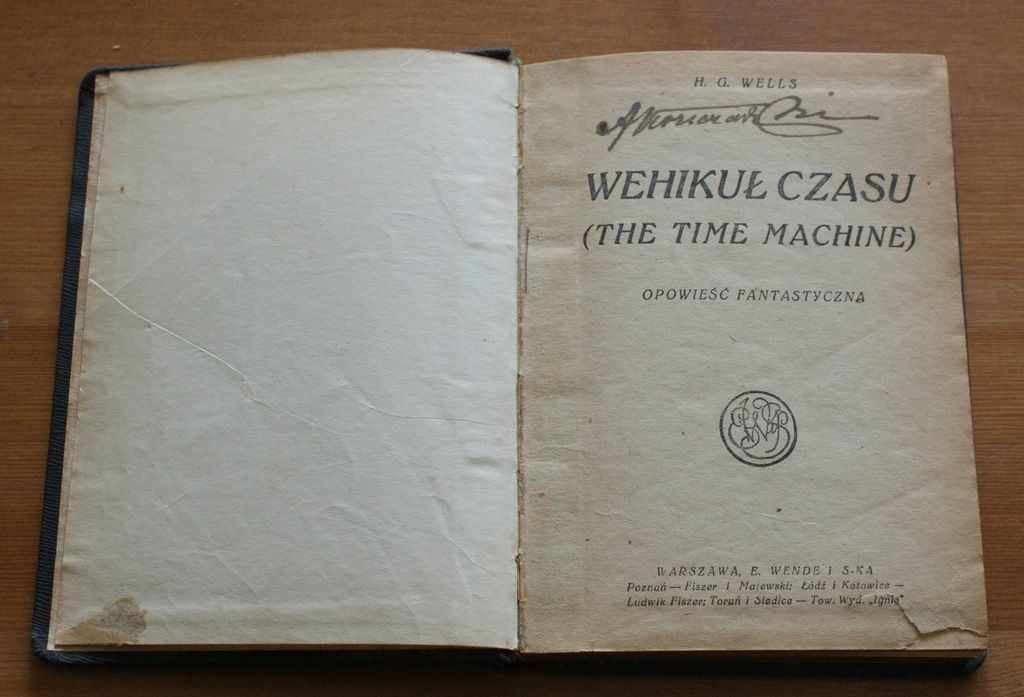 H. G. WELLS
WEHIKUŁ CZASU
(THE TIME MACHINE)
OPOWIEŚĆ FANTASTYCZNA
WARSZAWA, E. WENDE i S-KA
Poznań — Fiszer i Majewski; Łódź i Katowice —
Ludwik Fiszer; Toruń i Siedlce — Tow. Wyd. „Ignis"